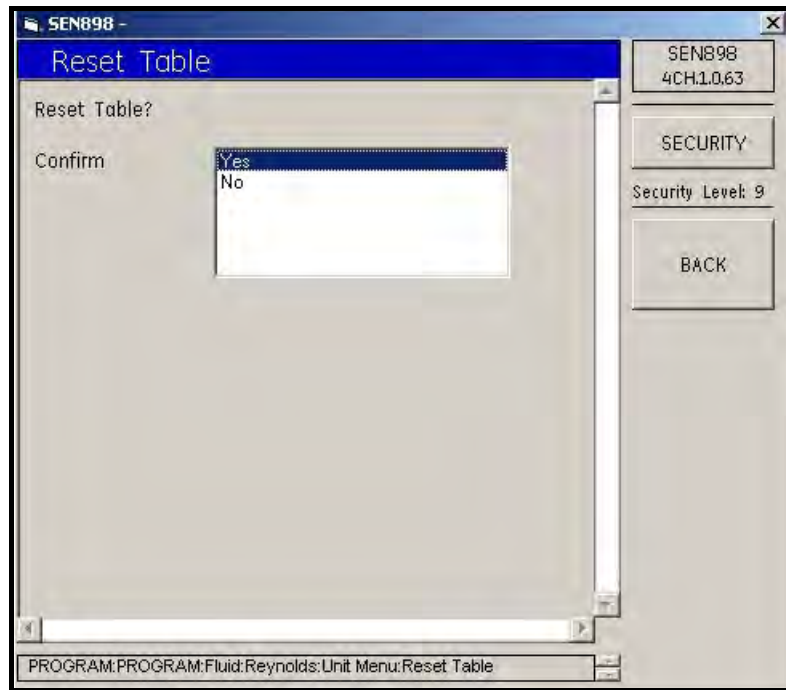 SEN898 -
Reset Table
SEN898
4CH.1.0.63
Reset Table?
SECURITY
Confirm
Yes
No
Security Level: 9
BACK
PROGRAM:PROGRAM:Fluid:Reynolds:Unit Menu:Reset Table